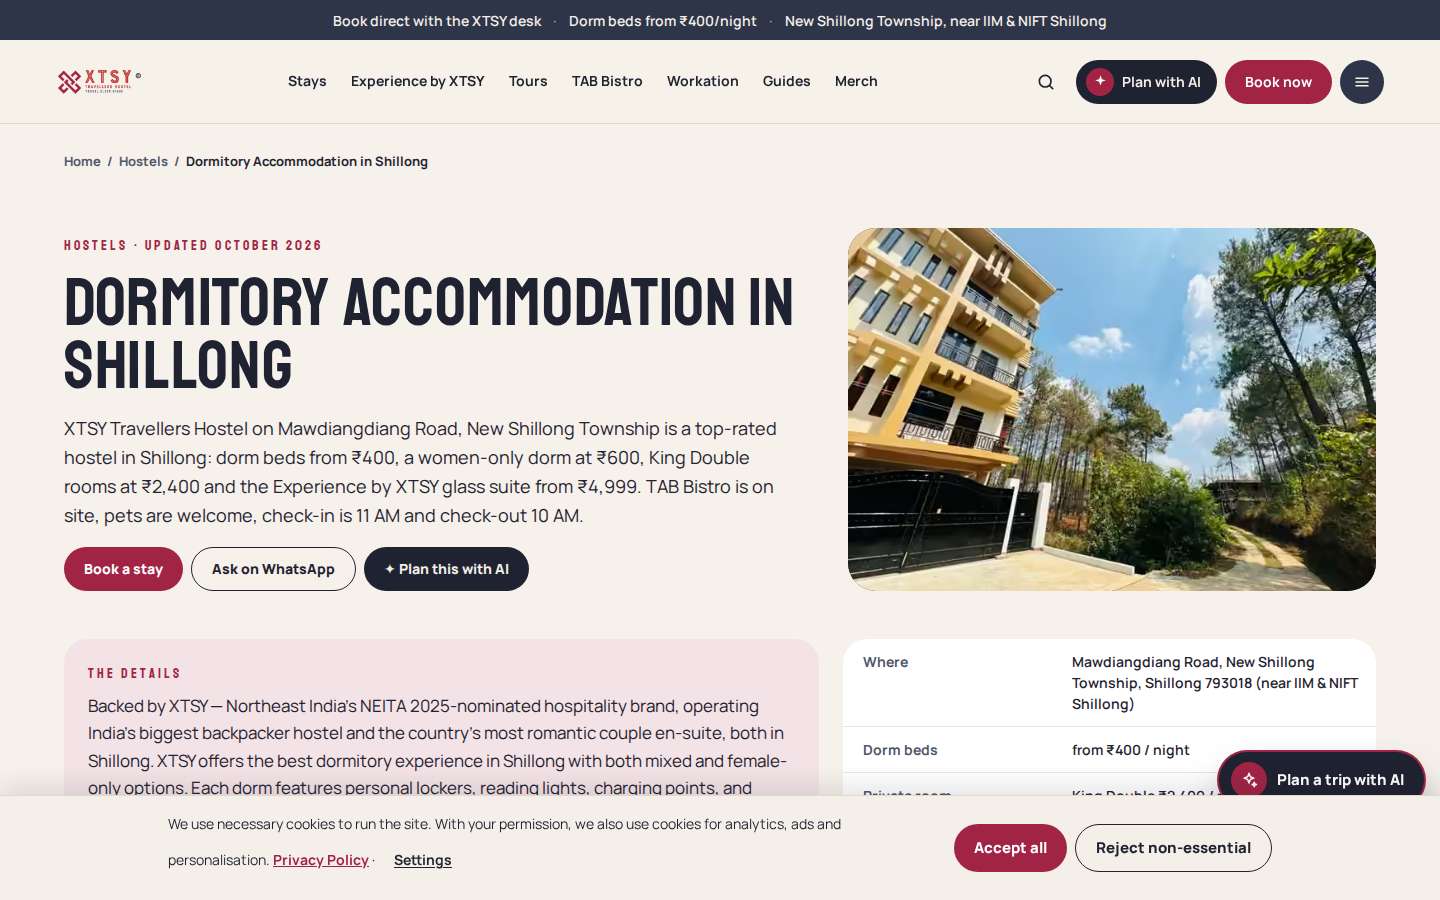 Book direct with the XTSY desk · Dorm beds from ₹400/night · New Shillong Township, near IIM & NIFT Shillong
XTSY®
TRAVELLERS HOSTEL
Stays Experience by XTSY Tours TAB Bistro Workation Guides Merch
Plan with AI
Book now
Home / Hostels / Dormitory Accommodation in Shillong
HOSTELS · UPDATED OCTOBER 2026
DORMITORY ACCOMMODATION IN
SHILLONG
XTSY Travellers Hostel on Mawdiangdiang Road, New Shillong Township is a top-rated
hostel in Shillong: dorm beds from ₹400, a women-only dorm at ₹600, King Double
rooms at ₹2,400 and the Experience by XTSY glass suite from ₹4,999. TAB Bistro is on
site, pets are welcome, check-in is 11 AM and check-out 10 AM.
Book a stay
Ask on WhatsApp
Plan this with AI
THE DETAILS
Backed by XTSY — Northeast India's NEITA 2025-nominated hospitality brand, operating
India's biggest backpacker hostel and the country's most romantic couple en-suite, both in
Shillong. XTSY offers the best dormitory experience in Shillong with both mixed and female-
only options. Each dorm features personal lockers, reading lights, charging points, and
Where
Mawdiangdiang Road, New Shillong
Township, Shillong 793018 (near IIM & NIFT
Shillong)
Dorm beds
from ₹400 / night
Private room
King Double ₹2,400 /
Plan a trip with AI
We use necessary cookies to run the site. With your permission, we also use cookies for analytics, ads and
personalisation. Privacy Policy · Settings
Accept all
Reject non-essential